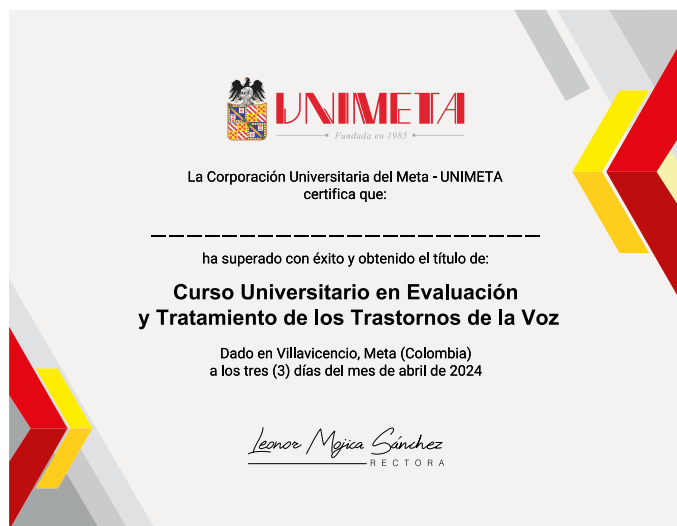 UNIMETA
Fundada en 1985
La Corporación Universitaria del Meta - UNIMETA
certifica que:
ha superado con éxito y obtenido el título de:
Curso Universitario en Evaluación
y Tratamiento de los Trastornos de la Voz
Dado en Villavicencio, Meta (Colombia)
a los tres (3) días del mes de abril de 2024
Leonor Mojica Sánchez
RECTORA